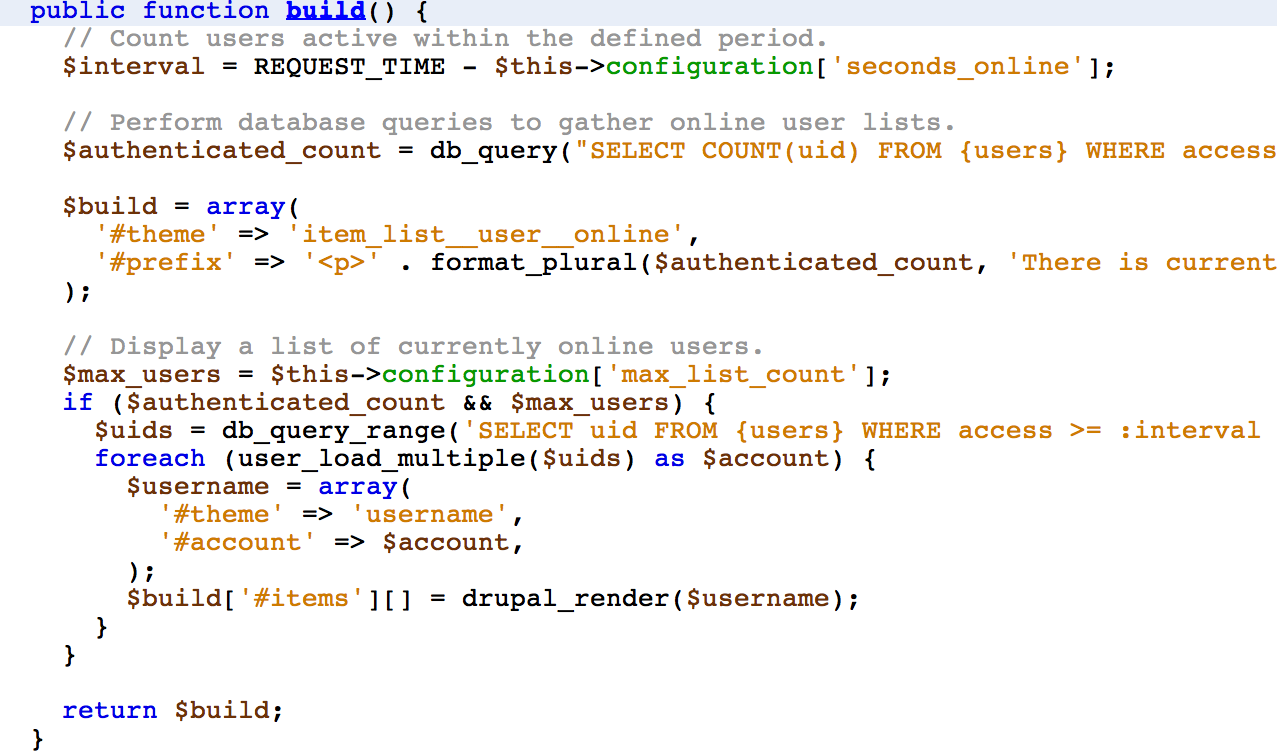 public function build() {
  // Count users active within the defined period.
  $interval = REQUEST_TIME - $this->configuration['seconds_online'];

  // Perform database queries to gather online user lists.
  $authenticated_count = db_query("SELECT COUNT(uid) FROM {users} WHERE access

  $build = array(
    '#theme' => 'item_list__user__online',
    '#prefix' => '<p>' . format_plural($authenticated_count, 'There is current
  );

  // Display a list of currently online users.
  $max_users = $this->configuration['max_list_count'];
  if ($authenticated_count && $max_users) {
    $uids = db_query_range('SELECT uid FROM {users} WHERE access >= :interval
    foreach (user_load_multiple($uids) as $account) {
      $username = array(
        '#theme' => 'username',
        '#account' => $account,
      );
      $build['#items'][] = drupal_render($username);
    }
  }

  return $build;
}